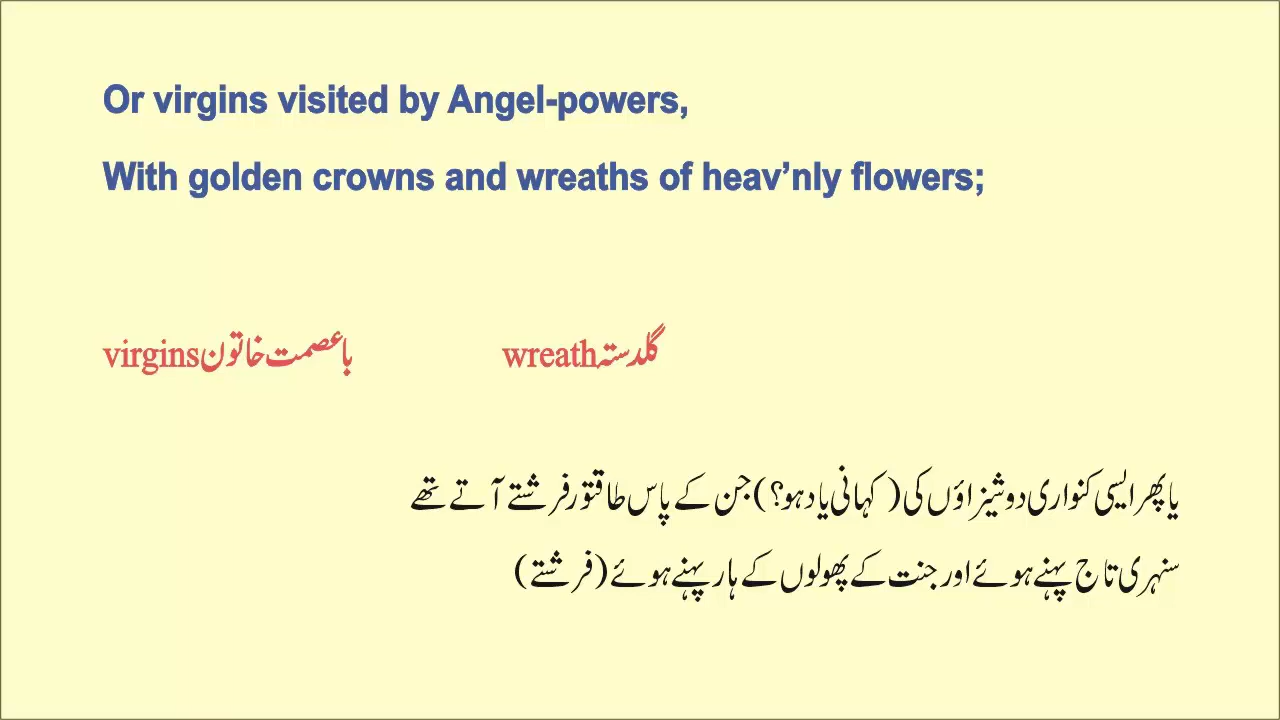 Or virgins visited by Angel-powers,
With golden crowns and wreaths of heav’nly flowers;
virgins باعصمت خاتون wreath گلدستہ
یا پھر ایسی کنواری دوشیزاؤں کی (کہانی یاد ہو؟) جن کے پاس طاقتور فرشتے آتے تھے
سنہری تاج پہنے ہوئے اور جنت کے پھولوں کے ہار پہنے ہوئے (فرشتے)